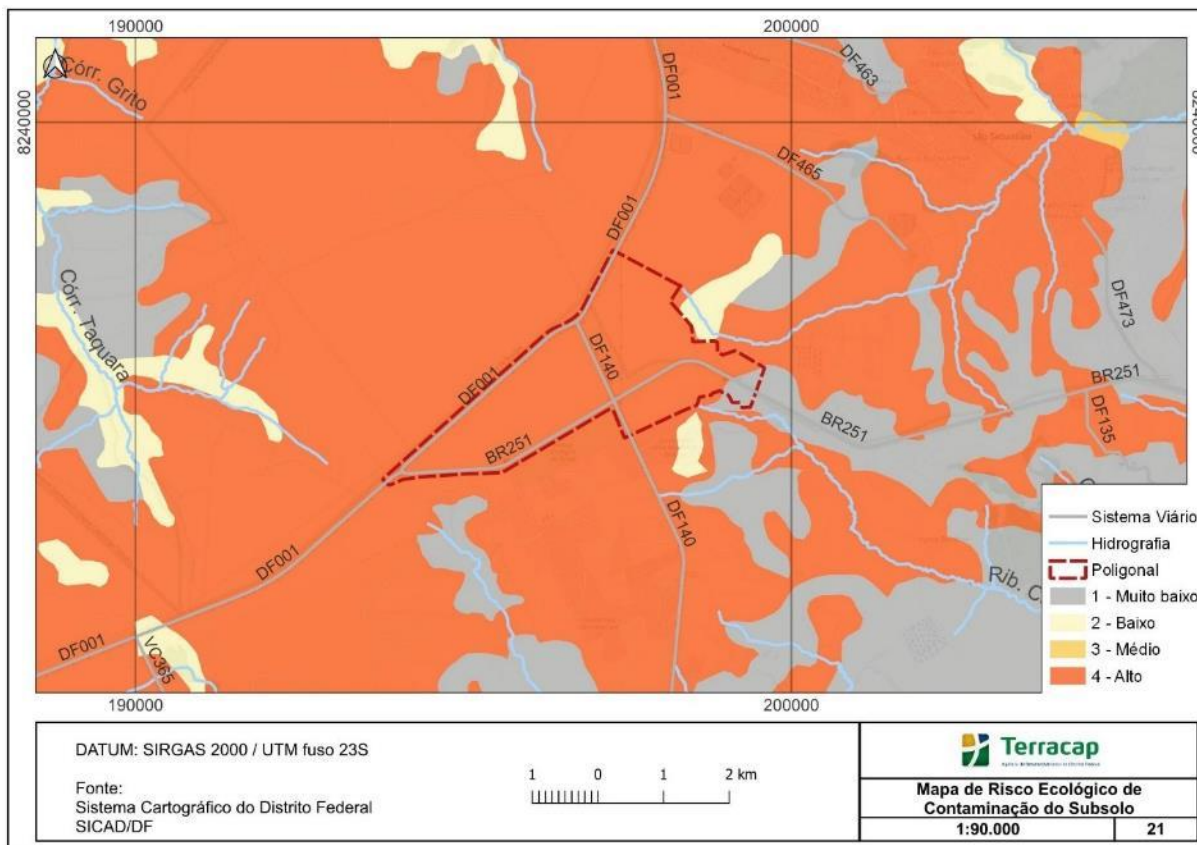 190000
200000
8240000
8240000
Córr. Grito
DF001
DF463
DF465
DF001
Córr. Taquara
DF473
DF140
DF001
BR251
BR251
BR251
DF135
DF140
DF001
Rib. C
DF001
VC365
Sistema Viário
Hidrografia
Poligonal
1 - Muito baixo
2 - Baixo
3 - Médio
4 - Alto
190000
200000
DATUM: SIRGAS 2000 / UTM fuso 23S
Fonte:
Sistema Cartográfico do Distrito Federal
SICAD/DF
1 0 1 2 km
Terracap
Mapa de Risco Ecológico de
Contaminação do Subsolo
1:90.000
21